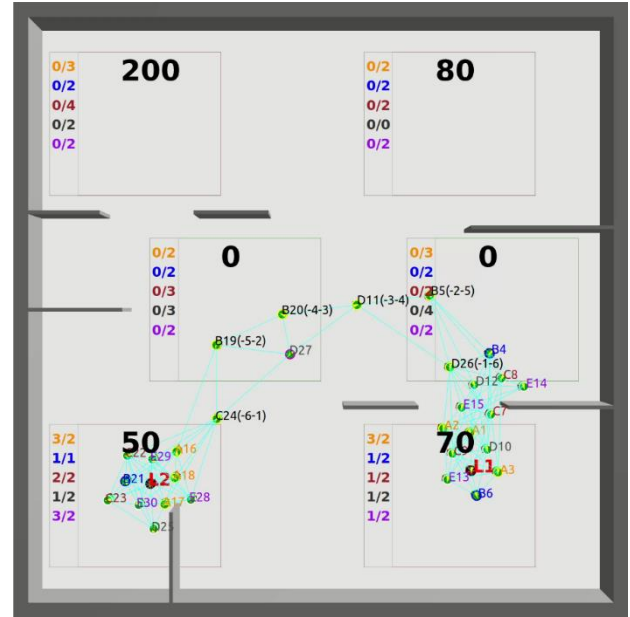 200
0/3
0/2
0/4
0/2
0/2
80
0/2
0/2
0/2
0/0
0/2
0
0/2
0/2
0/3
0/3
0/2
0
0/3
0/2
0/2
0/4
0/2
B5(-2-5)
D11(-3-4)
B20(-4-3)
B19(-5-2)
D27
B4
D26(-1-6)
C8
D12
E14
E15
C7
C24(-6-1)
50
3/2
1/1
2/2
1/2
3/2
A16
E29
B21
L2
A18
C23
E30
A17
E28
D25
70
3/2
1/2
1/2
1/2
1/2
A2
A1
D10
L1
A3
E13
B6